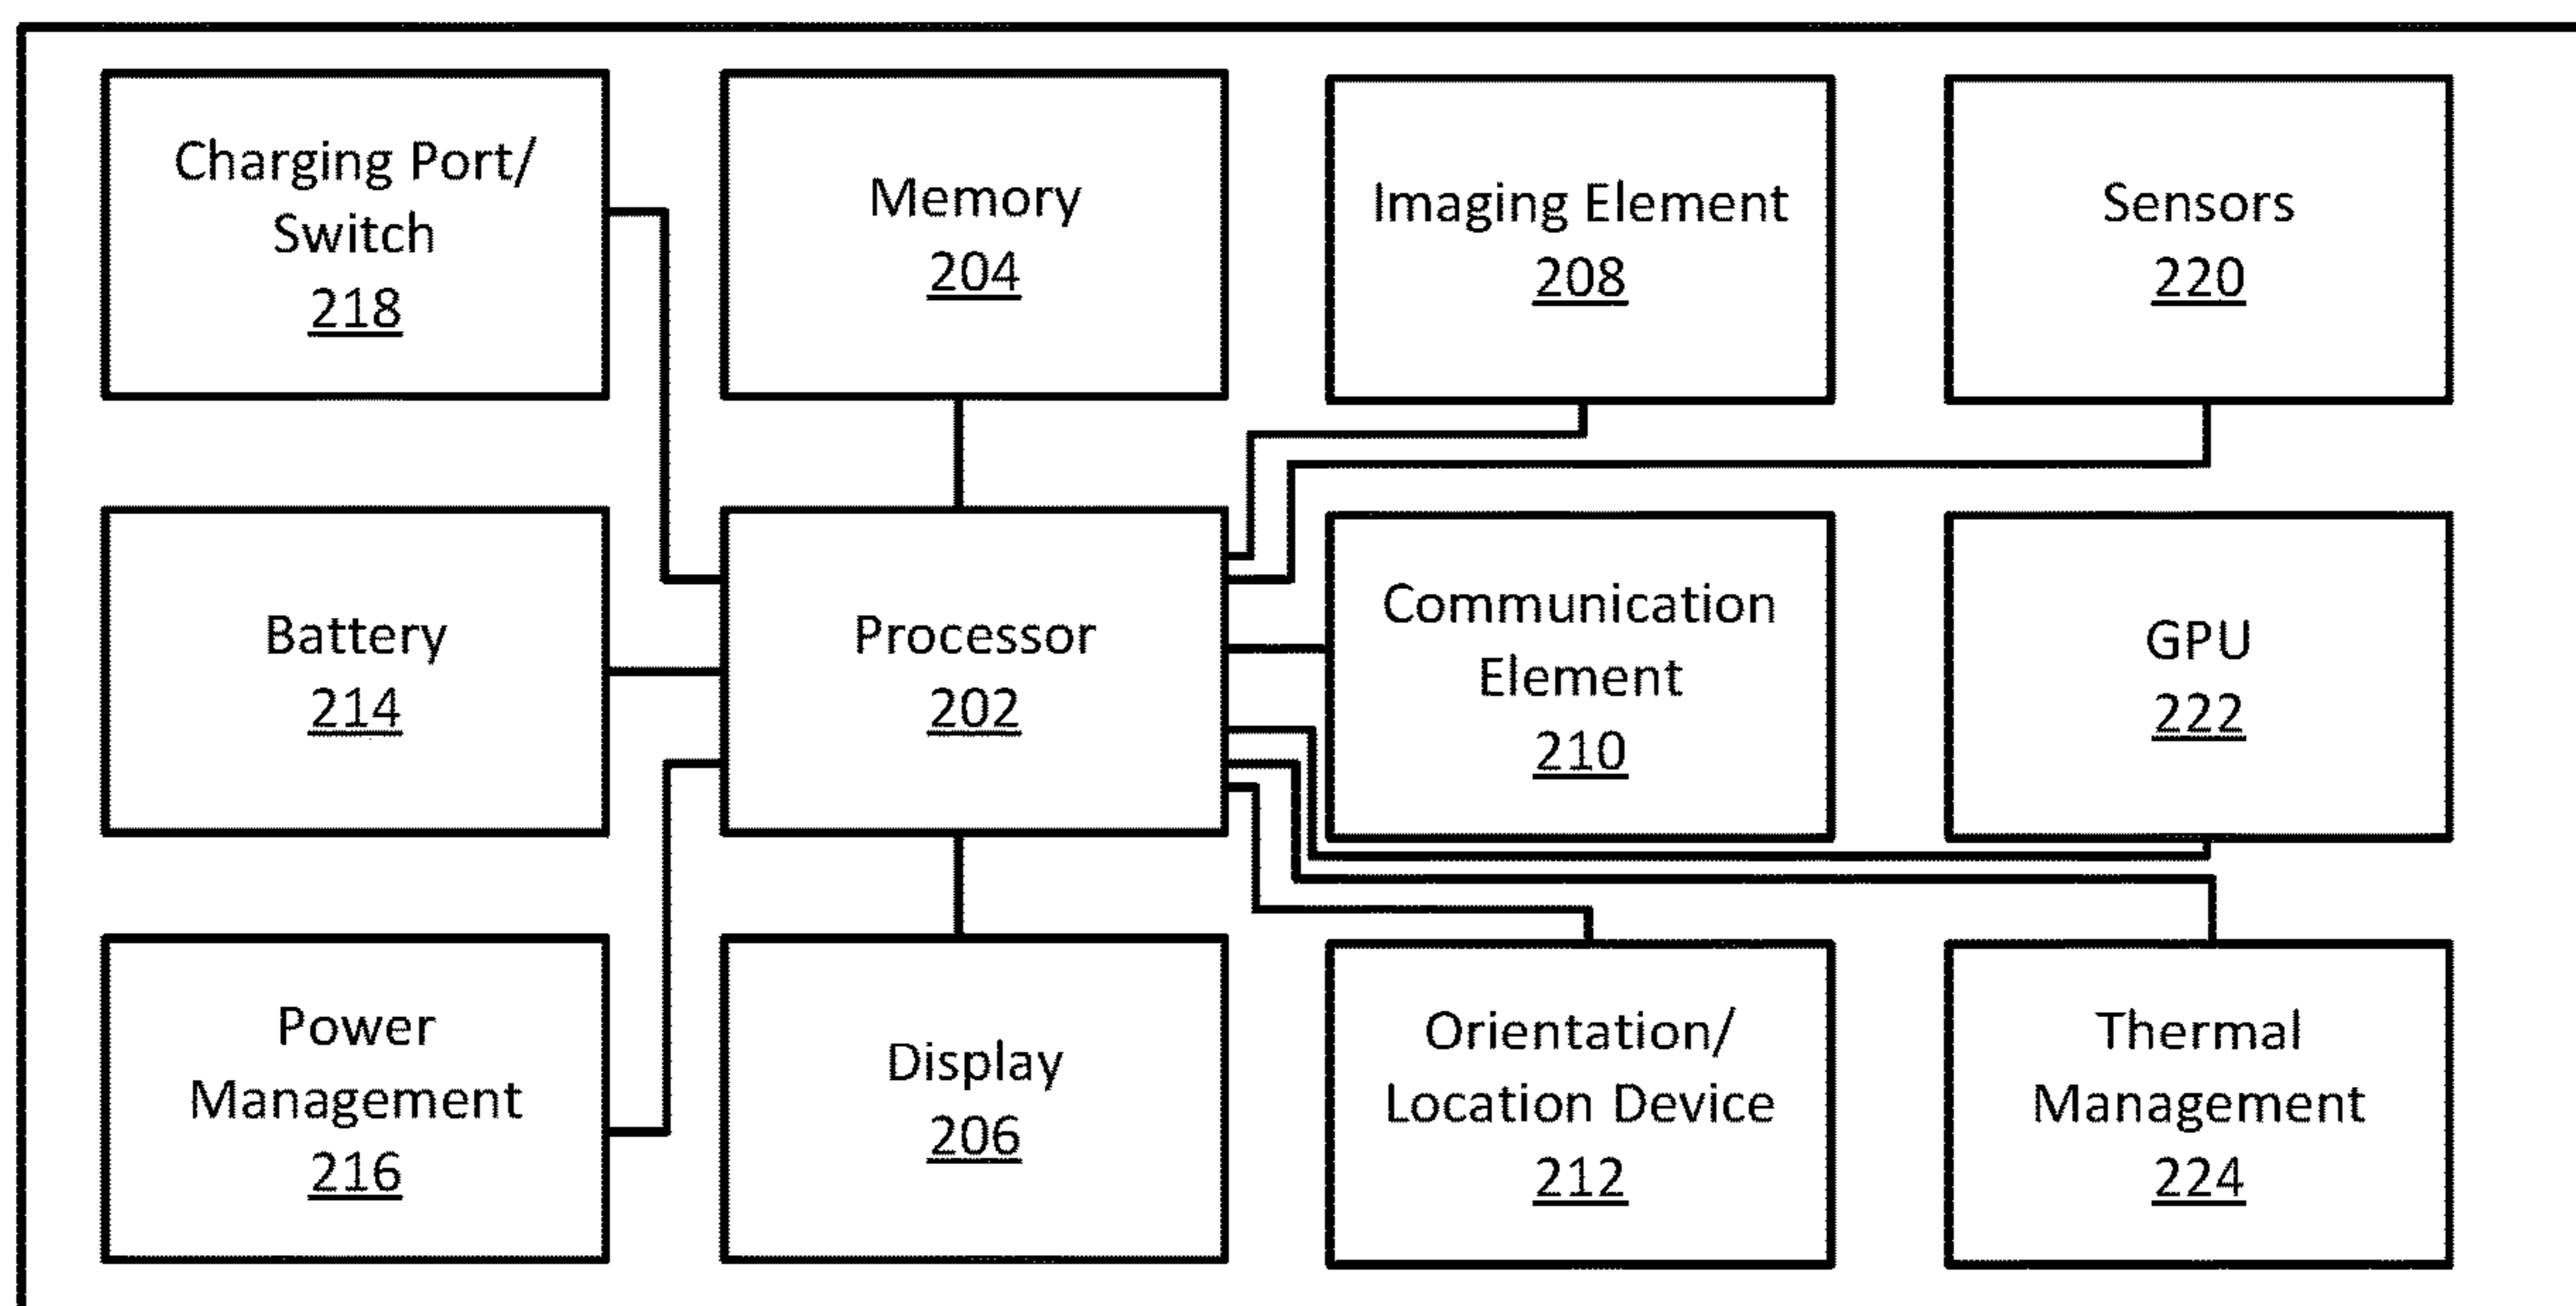 Charging Port/
Switch
218
Memory
204
Imaging Element
208
Sensors
220
Battery
214
Processor
202
Communication
Element
210
GPU
222
Power
Management
216
Display
206
Orientation/
Location Device
212
Thermal
Management
224